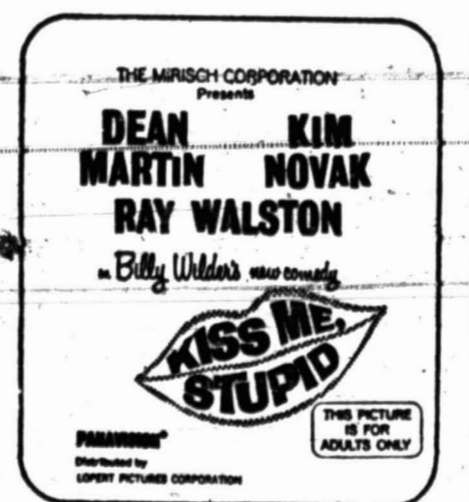 THE MIRISCH CORPORATION
Presents
DEAN MARTIN
KIM NOVAK
RAY WALSTON
in Billy Wilder's new comedy
KISS ME,
STUPID
THIS PICTURE
IS FOR
ADULTS ONLY
PANAVISION®
Distributed by
LOPERT PICTURES CORPORATION